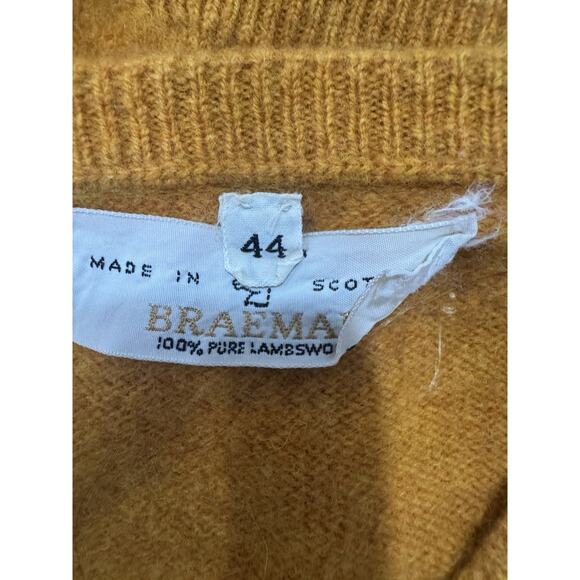 44
MADE IN SCOT
BRAEMA
100% PURE LAMBSWO